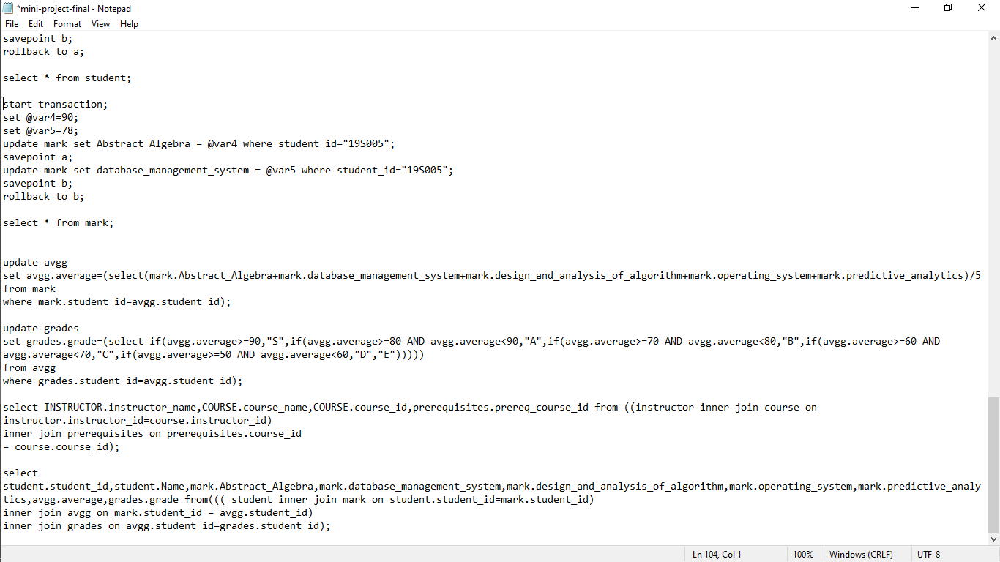 *mini-project-final - Notepad
File Edit Format View Help
savepoint b;
rollback to a;
select * from student;
start transaction;
set @var4=90;
set @var5=78;
update mark set Abstract_Algebra = @var4 where student_id="19S005";
savepoint a;
update mark set database_management_system = @var5 where student_id="19S005";
savepoint b;
rollback to b;
select * from mark;
update avgg
set avgg.average=(select(mark.Abstract_Algebra+mark.database_management_system+mark.design_and_analysis_of_algorithm+mark.operating_system+mark.predictive_analytics)/5
from mark
where mark.student_id=avgg.student_id);
update grades
set grades.grade=(select if(avgg.average>=90,"S",if(avgg.average>=80 AND avgg.average<90,"A",if(avgg.average>=70 AND avgg.average<80,"B",if(avgg.average>=60 AND
avgg.average<70,"C",if(avgg.average>=50 AND avgg.average<60,"D","E")))))
from avgg
where grades.student_id=avgg.student_id);
select INSTRUCTOR.instructor_name,COURSE.course_name,COURSE.course_id,prerequisites.prereq_course_id from ((instructor inner join course on
instructor.instructor_id=course.instructor_id)
inner join prerequisites on prerequisites.course_id
= course.course_id);
select
student.student_id,student.Name,mark.Abstract_Algebra,mark.database_management_system,mark.design_and_analysis_of_algorithm,mark.operating_system,mark.predictive_analy
tics,avgg.average,grades.grade from((( student inner join mark on student.student_id=mark.student_id)
inner join avgg on mark.student_id = avgg.student_id)
inner join grades on avgg.student_id=grades.student_id);
Ln 104, Col 1 100% Windows (CRLF) UTF-8